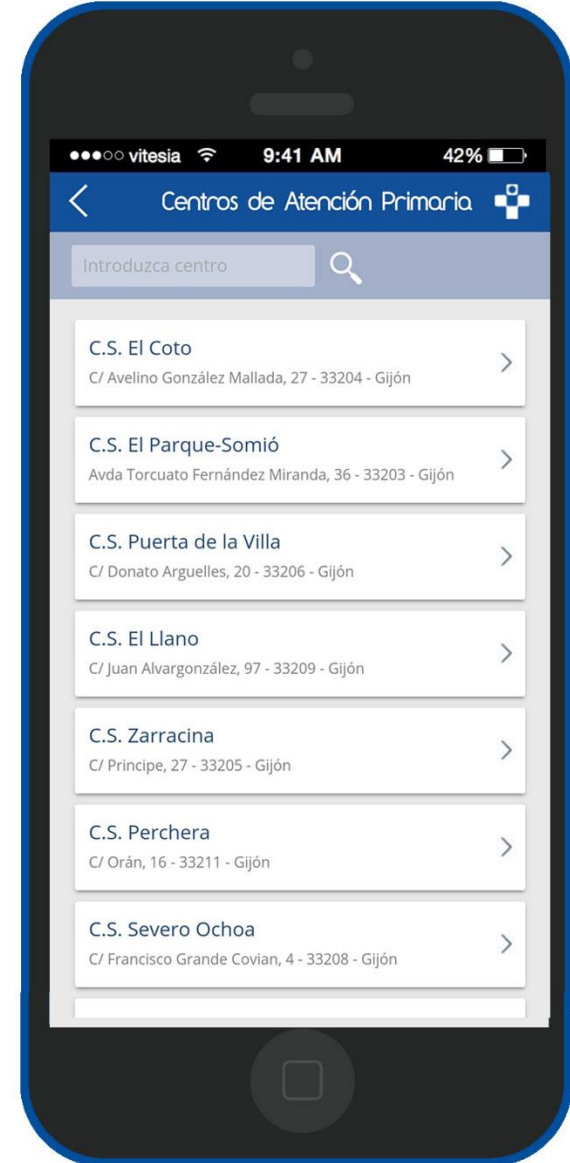 vitesia 9:41 AM 42%
Centros de Atención Primaria
Introduzca centro
C.S. El Coto
C/ Avelino González Mallada, 27 - 33204 - Gijón
C.S. El Parque-Somió
Avda Torcuato Fernández Miranda, 36 - 33203 - Gijón
C.S. Puerta de la Villa
C/ Donato Arguelles, 20 - 33206 - Gijón
C.S. El Llano
C/ Juan Alvargonzález, 97 - 33209 - Gijón
C.S. Zarracina
C/ Principe, 27 - 33205 - Gijón
C.S. Perchera
C/ Orán, 16 - 33211 - Gijón
C.S. Severo Ochoa
C/ Francisco Grande Covian, 4 - 33208 - Gijón